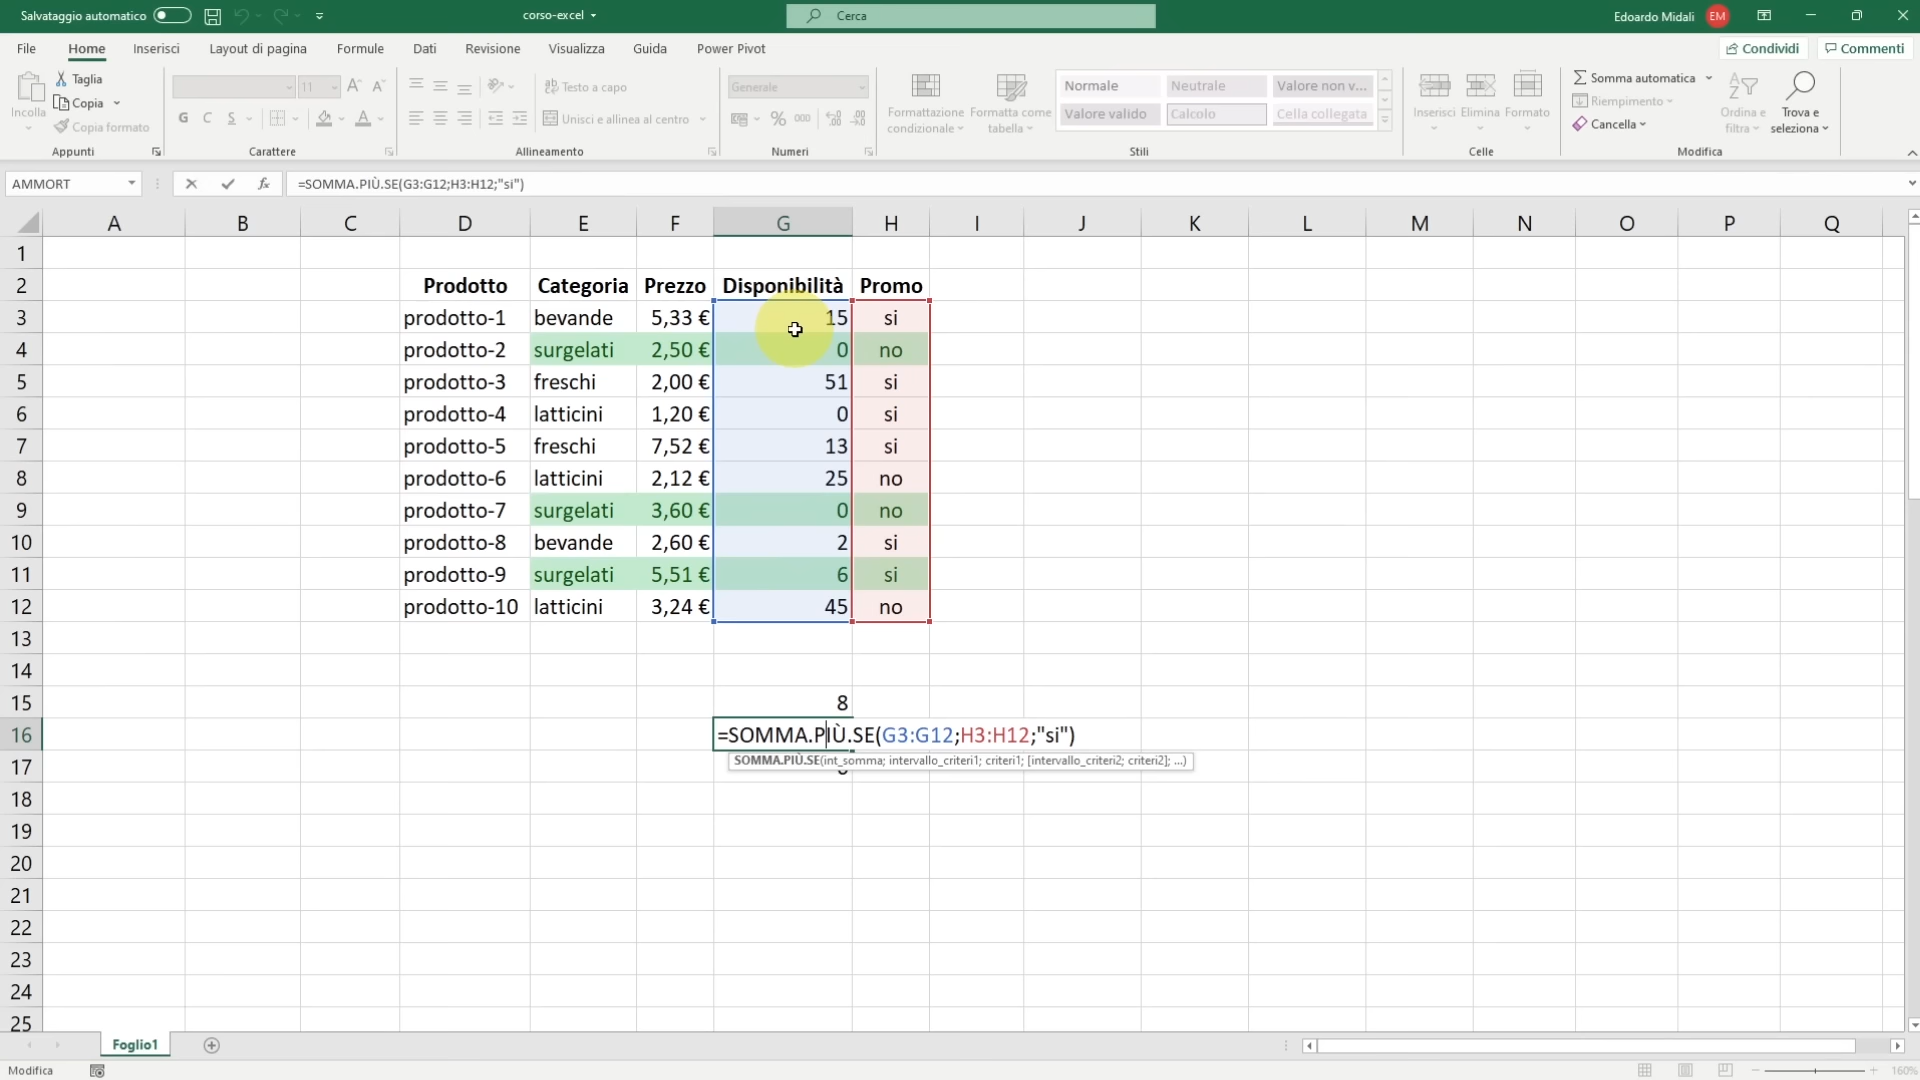 Salvataggio automatico
corso-excel
Cerca
Edoardo Midali
EM
File Home Inserisci Layout di pagina Formule Dati Revisione Visualizza Guida Power Pivot
Condividi Commenti
Incolla
Taglia
Copia
Copia formato
Appunti
11
G C S
Carattere
Testo a capo
Unisci e allinea al centro
Allineamento
Generale
Numeri
Formattazione condizionale
Formatta come tabella
Normale Neutrale Valore non v...
Valore valido Calcolo Cella collegata
Stili
Inserisci Elimina Formato
Celle
Somma automatica
Riempimento
Cancella
Ordina e filtra
Trova e seleziona
Modifica
AMMORT
fx
=SOMMA.PIÙ.SE(G3:G12;H3:H12;"si")
A B C D E F G H I J K L M N O P Q
1
2 Prodotto Categoria Prezzo Disponibilità Promo
3 prodotto-1 bevande 5,33 € 15 si
4 prodotto-2 surgelati 2,50 € 0 no
5 prodotto-3 freschi 2,00 € 51 si
6 prodotto-4 latticini 1,20 € 0 si
7 prodotto-5 freschi 7,52 € 13 si
8 prodotto-6 latticini 2,12 € 25 no
9 prodotto-7 surgelati 3,60 € 0 no
10 prodotto-8 bevande 2,60 € 2 si
11 prodotto-9 surgelati 5,51 € 6 si
12 prodotto-10 latticini 3,24 € 45 no
13
14
15 8
16 =SOMMA.PIÙ.SE(G3:G12;H3:H12;"si")
SOMMA.PIÙ.SE(int_somma; intervallo_criteri1; criteri1; [intervallo_criteri2; criteri2]; ...)
17
18
19
20
21
22
23
24
25
Foglio1
Modifica
160%